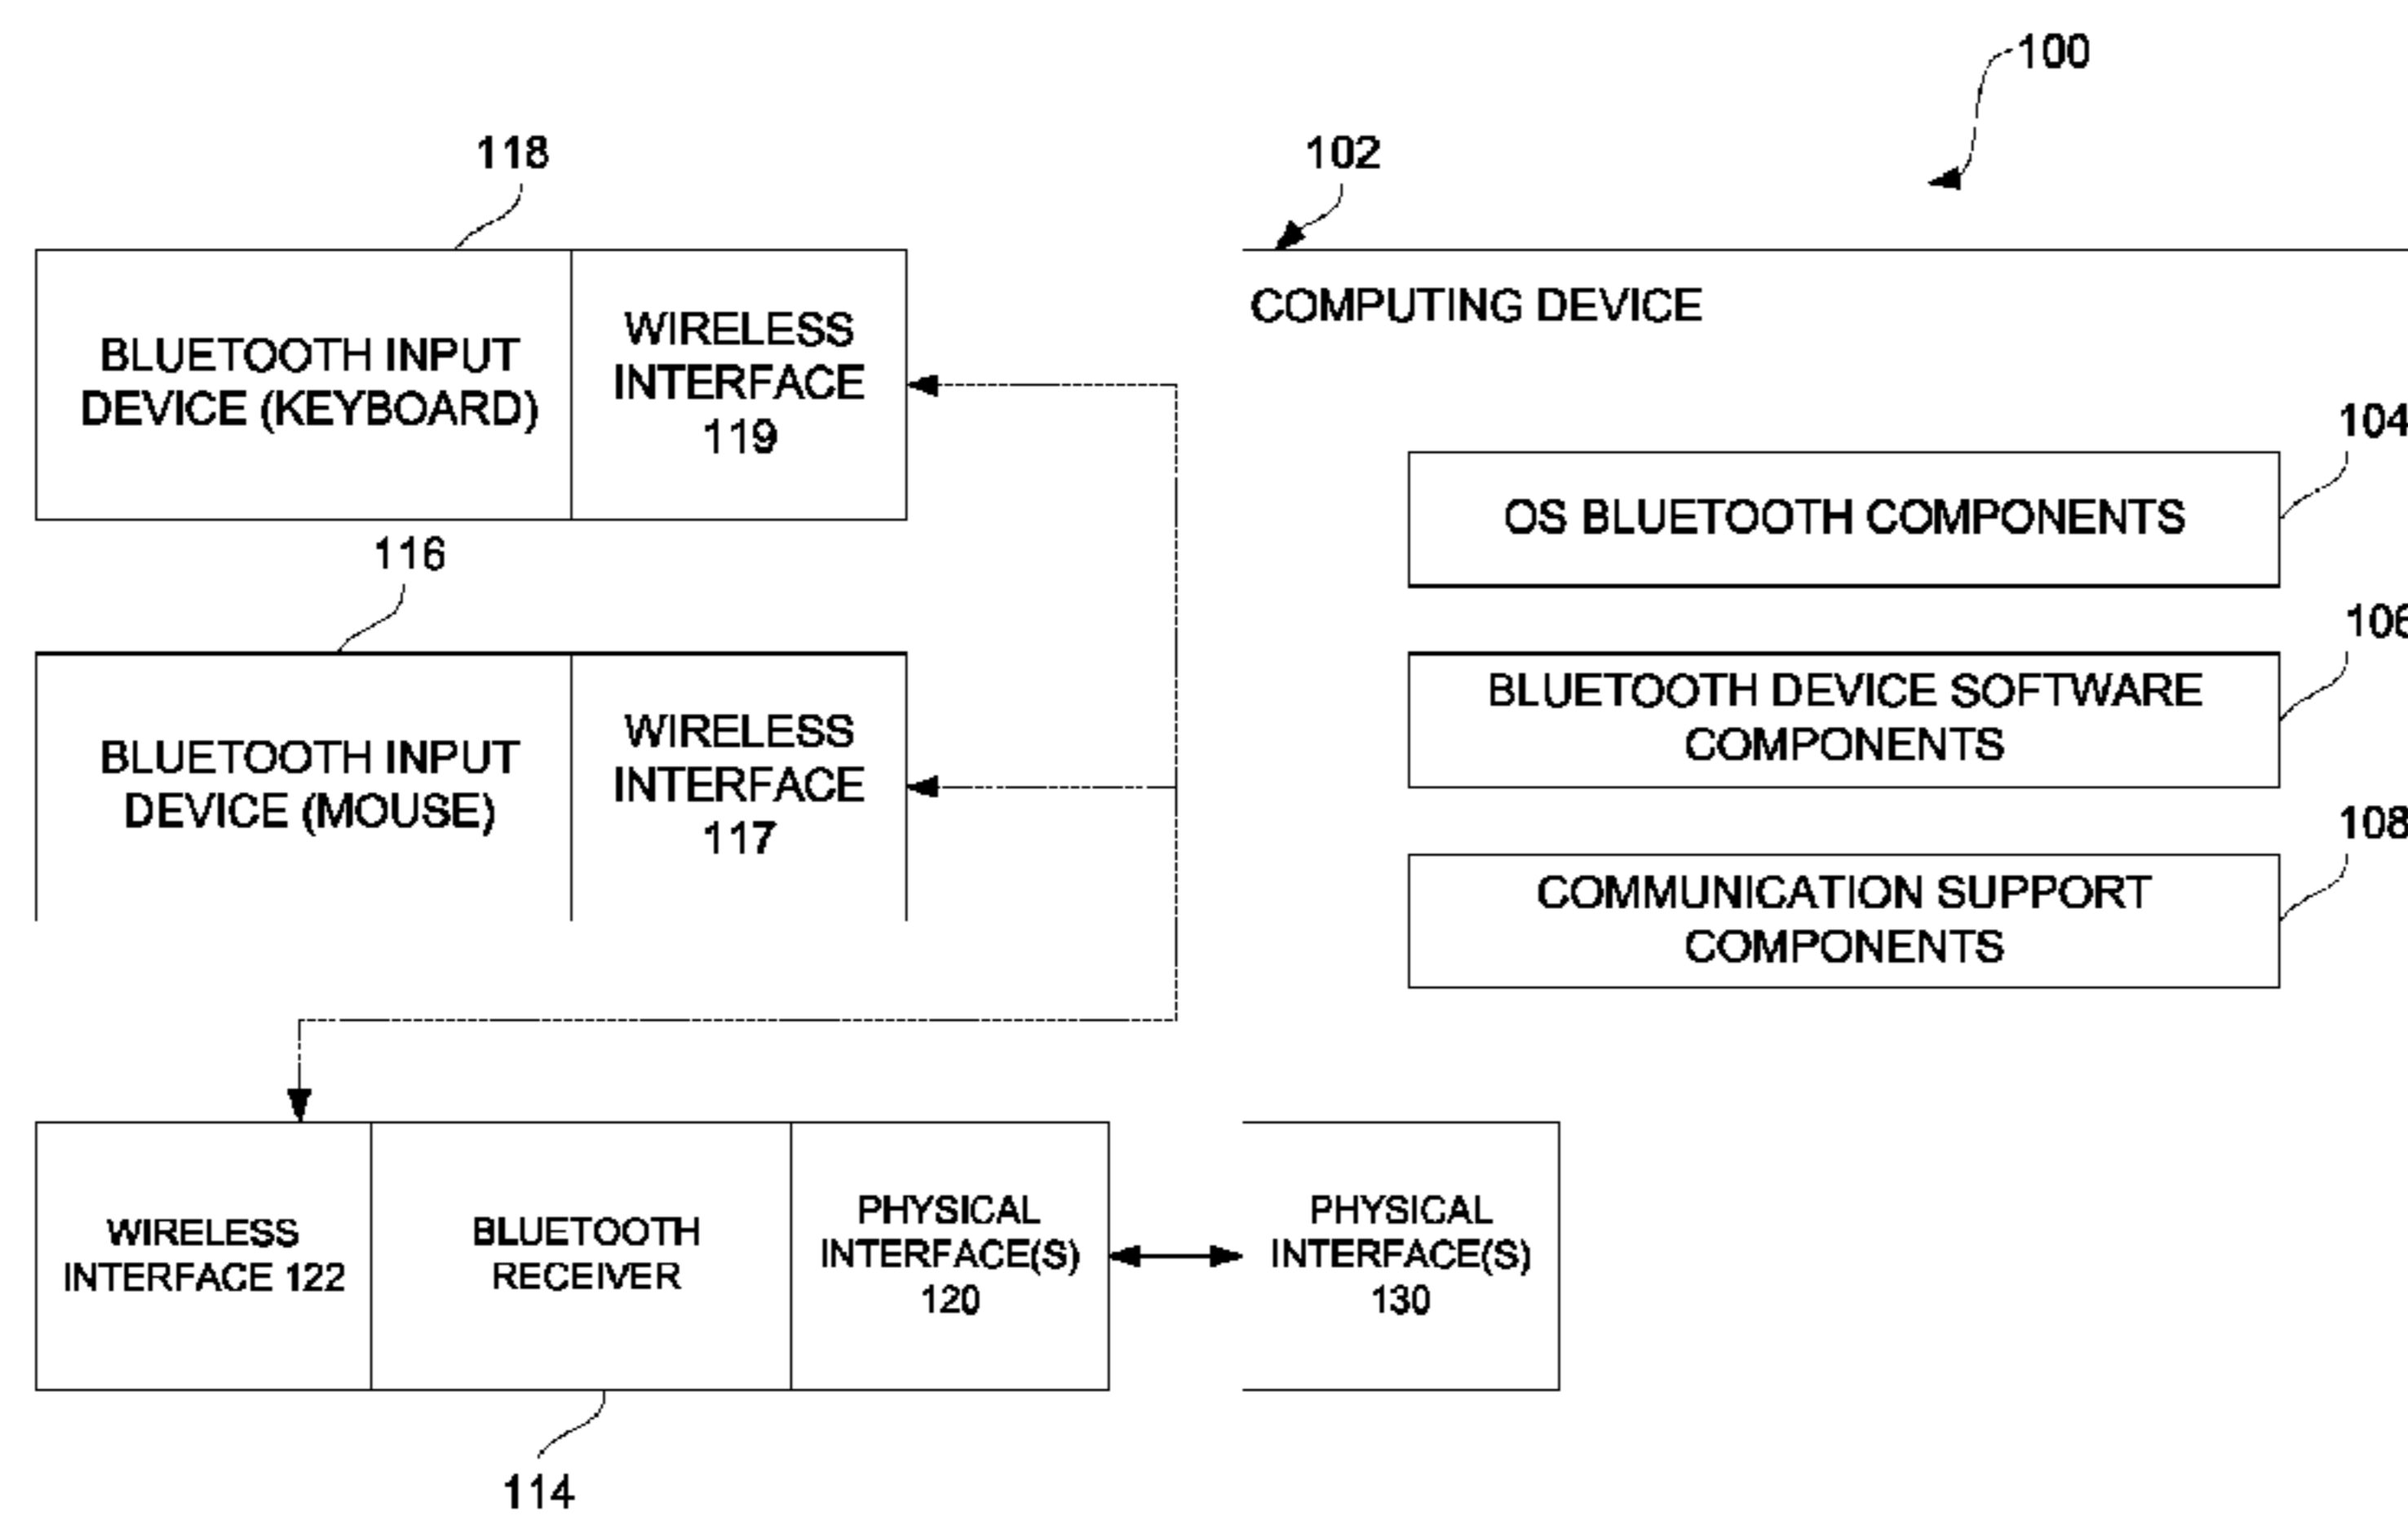 100
118
102
COMPUTING DEVICE
BLUETOOTH INPUT
DEVICE (KEYBOARD)
WIRELESS
INTERFACE
119
104
OS BLUETOOTH COMPONENTS
116
106
BLUETOOTH INPUT
DEVICE (MOUSE)
WIRELESS
INTERFACE
117
BLUETOOTH DEVICE SOFTWARE
COMPONENTS
108
COMMUNICATION SUPPORT
COMPONENTS
WIRELESS
INTERFACE 122
BLUETOOTH
RECEIVER
PHYSICAL
INTERFACE(S)
120
PHYSICAL
INTERFACE(S)
130
114